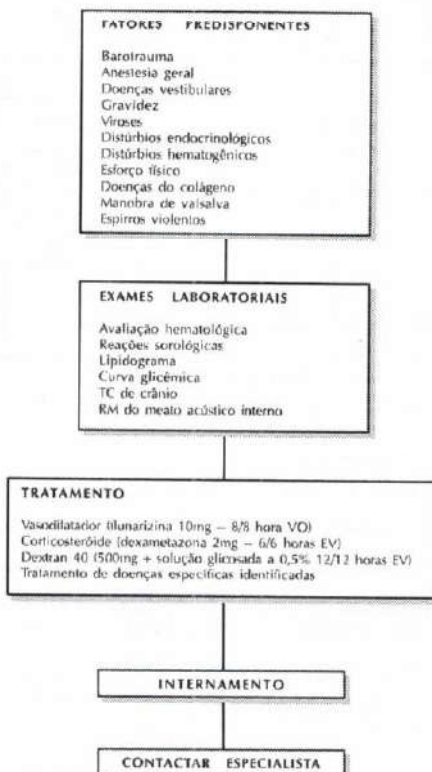 FATORES PREDISPONENTES
Barotrauma
Anestesia geral
Doenças vestibulares
Gravidez
Viroses
Distúrbios endocrinológicos
Distúrbios hematogênicos
Esforço físico
Doenças do colágeno
Manobra de valsalva
Espirros violentos
EXAMES LABORATORIAIS
Avaliação hematológica
Reações sorológicas
Lipidograma
Curva glicêmica
TC de crânio
RM do meato acústico interno
TRATAMENTO
Vasodilatador (flunarizina 10mg – 8/8 hora VO)
Corticosteróide (dexametazona 2mg – 6/6 horas EV)
Dextran 40 (500mg + solução glicosada a 0,5% 12/12 horas EV)
Tratamento de doenças específicas identificadas
INTERNAMENTO
CONTACTAR ESPECIALISTA